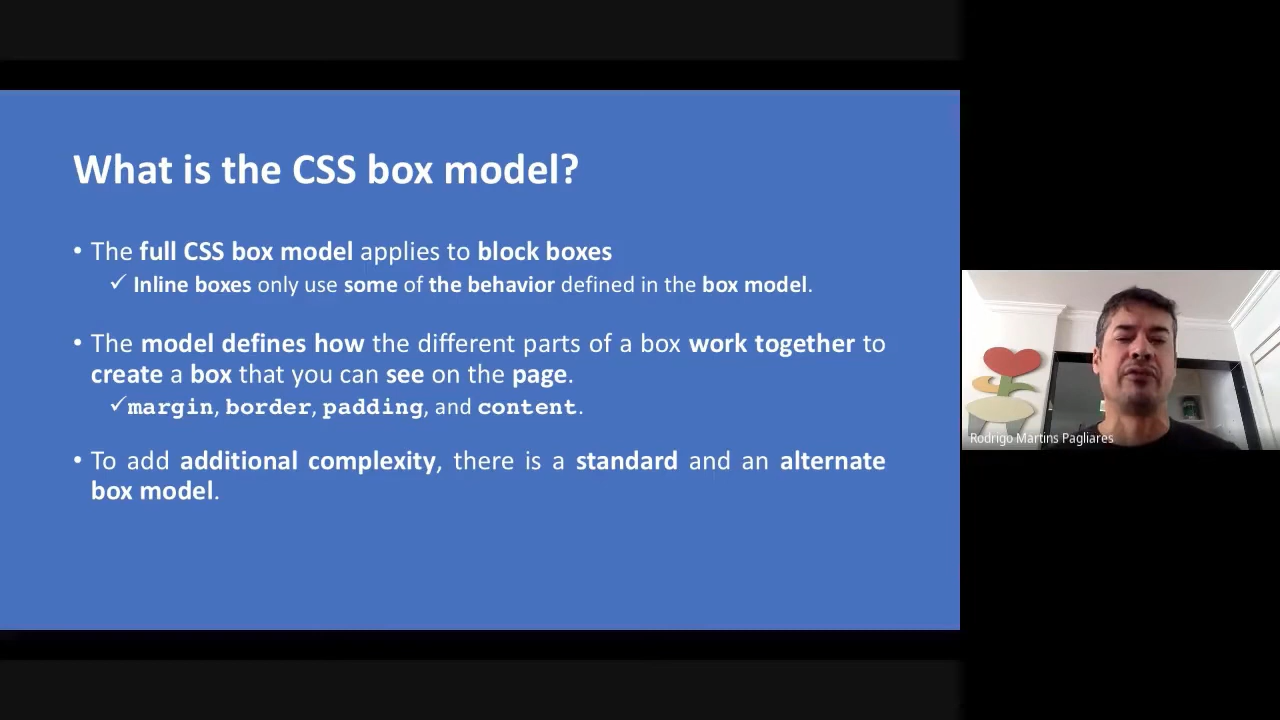 What is the CSS box model?
• The full CSS box model applies to block boxes
✓ Inline boxes only use some of the behavior defined in the box model.
• The model defines how the different parts of a box work together to
create a box that you can see on the page.
✓margin, border, padding, and content.
• To add additional complexity, there is a standard and an alternate
box model.
Rodrigo Martins Pagliares